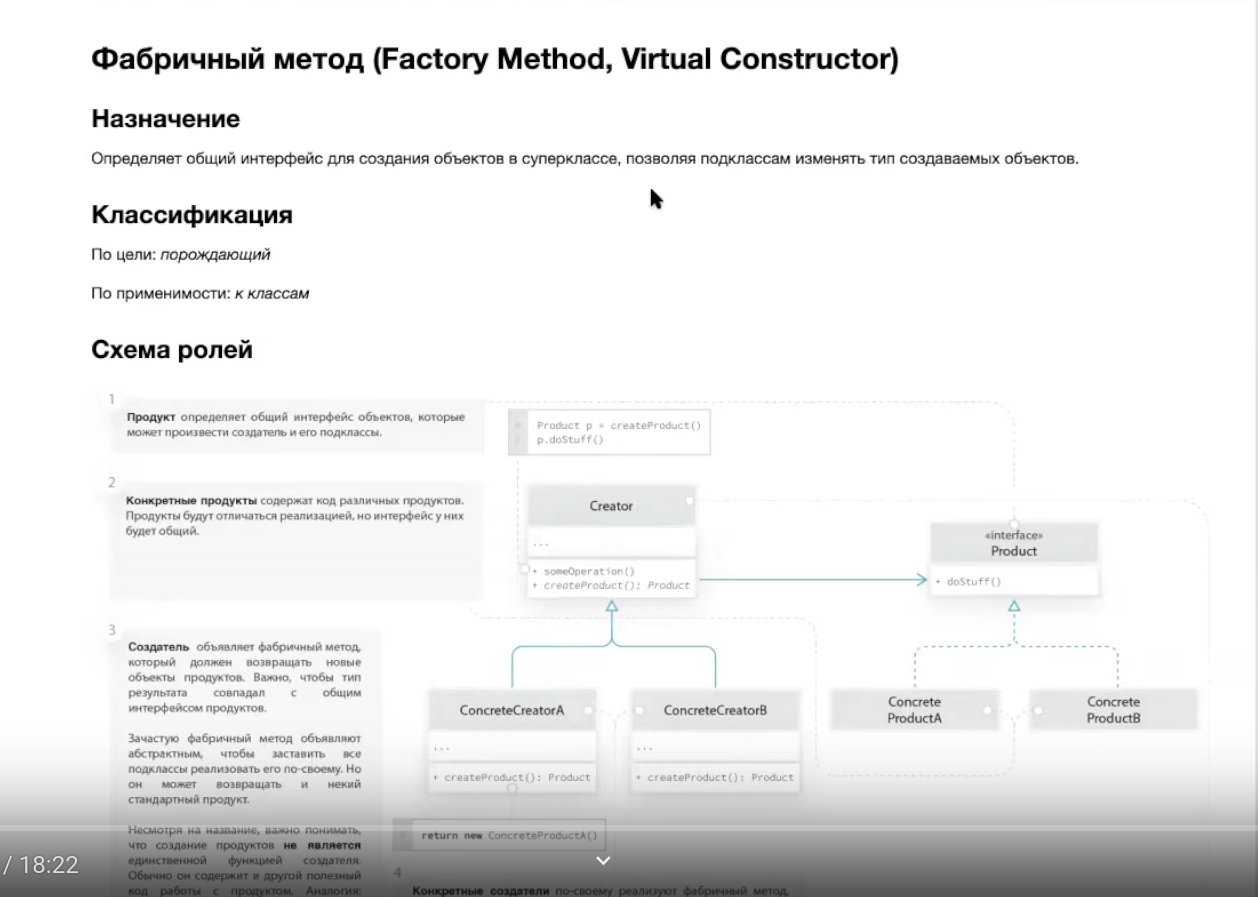 Фабричный метод (Factory Method, Virtual Constructor)
Назначение
Определяет общий интерфейс для создания объектов в суперклассе, позволяя подклассам изменять тип создаваемых объектов.
Классификация
По цели: порождающий
По применимости: к классам
Схема ролей
1
Продукт определяет общий интерфейс объектов, которые
может произвести создатель и его подклассы.
Product p = createProduct()
p.doStuff()
2
Конкретные продукты содержат код различных продуктов.
Продукты будут отличаться реализацией, но интерфейс у них
будет общий.
Creator
...
+ someOperation()
+ createProduct(): Product
«interface»
Product
+ doStuff()
3
Создатель объявляет фабричный метод,
который должен возвращать новые
объекты продуктов. Важно, чтобы тип
результата совпадал с общим
интерфейсом продуктов.
Зачастую фабричный метод объявляют
абстрактным, чтобы заставить все
подклассы реализовать его по-своему. Но
он может возвращать и некий
стандартный продукт.
Несмотря на название, важно понимать,
что создание продуктов не является
единственной функцией создателя.
Обычно он содержит и другой полезный
код работы с продуктом. Аналогия:
ConcreteCreatorA
...
+ createProduct(): Product
ConcreteCreatorB
...
+ createProduct(): Product
Concrete
ProductA
Concrete
ProductB
return new ConcreteProductA()
4
Конкретные создатели по-своему реализуют фабричный метод,
/ 18:22